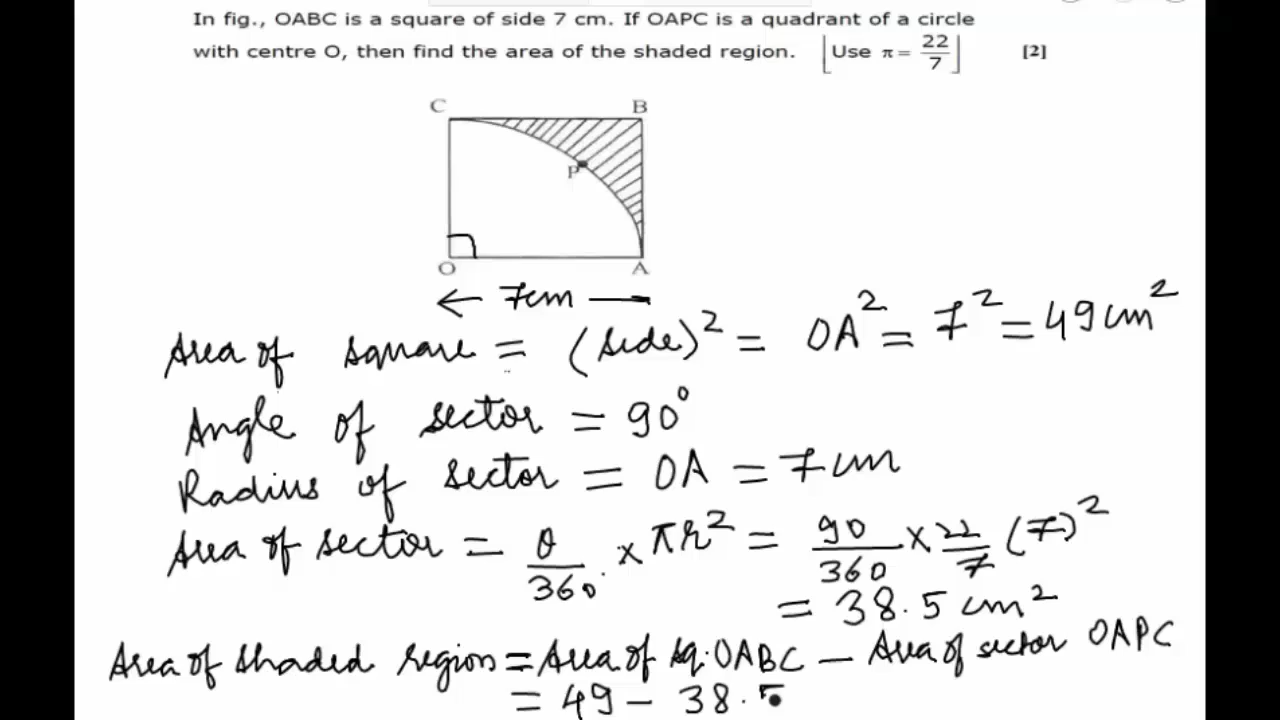 In fig., OABC is a square of side 7 cm. If OAPC is a quadrant of a circle
with centre O, then find the area of the shaded region. [Use π = 22/7] [2]
C B
P
O A
← 7cm →
Area of square = (side)² = OA² = 7² = 49 cm²
Angle of sector = 90°
Radius of sector = OA = 7 cm
Area of sector = θ/360 × πr² = 90/360 × 22/7 (7)²
= 38.5 cm²
Area of shaded region = Area of sq. OABC – Area of sector OAPC
= 49 – 38.5